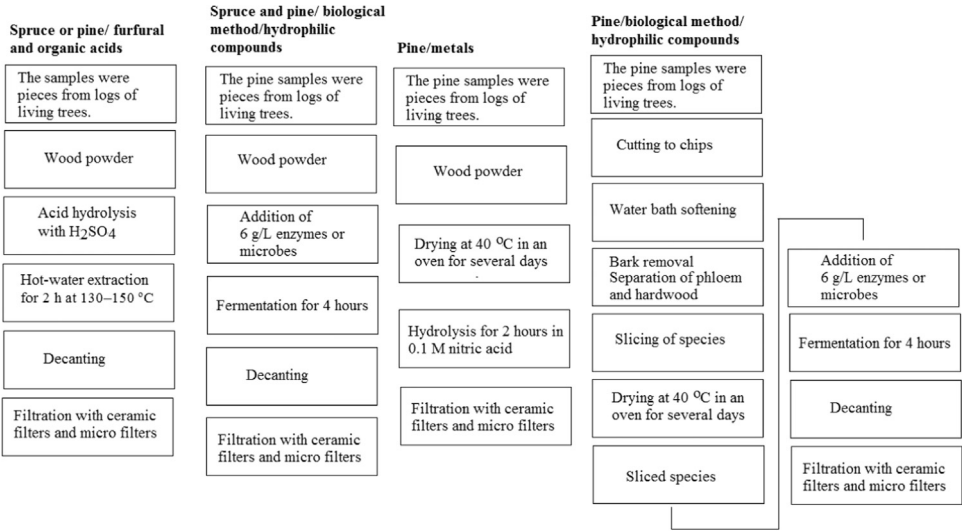 Spruce or pine/ furfural
and organic acids
The samples were
pieces from logs of
living trees.
Wood powder
Acid hydrolysis
with H2SO4
Hot-water extraction
for 2 h at 130–150 °C
Decanting
Filtration with ceramic
filters and micro filters
Spruce and pine/ biological
method/hydrophilic
compounds
The pine samples were
pieces from logs of
living trees.
Wood powder
Addition of
6 g/L enzymes or
microbes
Fermentation for 4 hours
Decanting
Filtration with ceramic
filters and micro filters
Pine/metals
The pine samples were
pieces from logs of
living trees.
Wood powder
Drying at 40 °C in an
oven for several days
Hydrolysis for 2 hours in
0.1 M nitric acid
Filtration with ceramic
filters and micro filters
Pine/biological method/
hydrophilic compounds
The pine samples were
pieces from logs of
living trees.
Cutting to chips
Water bath softening
Bark removal
Separation of phloem
and hardwood
Slicing of species
Drying at 40 °C in an
oven for several days
Sliced species
Addition of
6 g/L enzymes or
microbes
Fermentation for 4 hours
Decanting
Filtration with ceramic
filters and micro filters